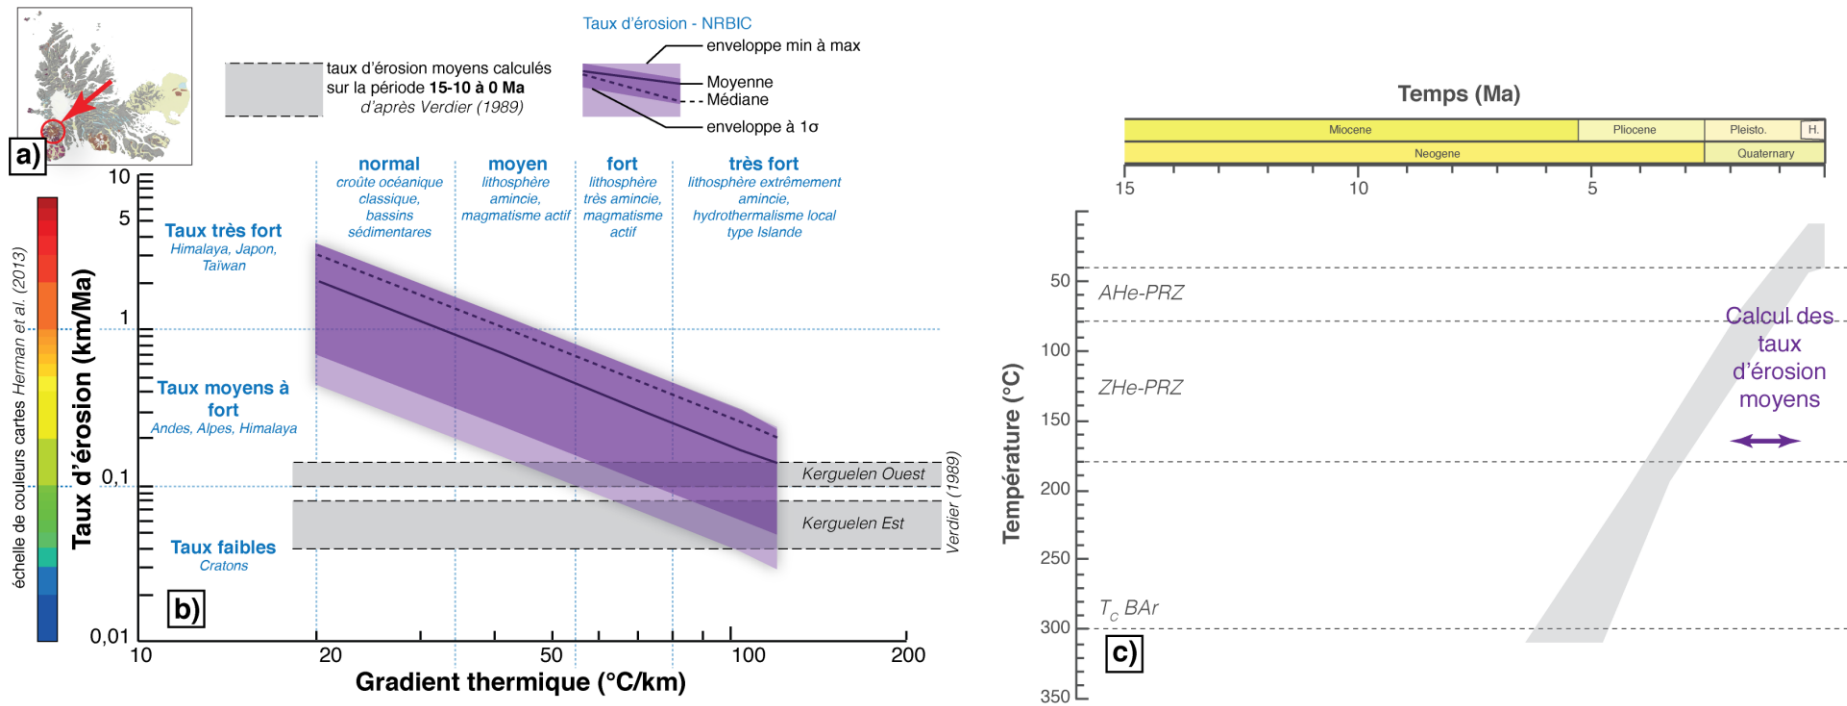 a)
taux d'érosion moyens calculés
sur la période 15-10 à 0 Ma
d'après Verdier (1989)
Taux d'érosion - NRBIC
enveloppe min à max
Moyenne
Médiane
enveloppe à 1σ
normal
croûte océanique
classique,
bassins
sédimentares
moyen
lithosphère
amincie,
magmatisme actif
fort
lithosphère
très amincie,
magmatisme
actif
très fort
lithosphère extrêmement
amincie,
hydrothermalisme local
type Islande
échelle de couleurs cartes Herman et al. (2013)
Taux d'érosion (km/Ma)
10
5
1
0,1
0,01
Taux très fort
Himalaya, Japon,
Taïwan
Taux moyens à
fort
Andes, Alpes, Himalaya
Taux faibles
Cratons
Kerguelen Ouest
Kerguelen Est
Verdier (1989)
b)
10
20
50
100
200
Gradient thermique (°C/km)
Temps (Ma)
Miocene
Pliocene
Pleisto.
H.
Neogene
Quaternary
15
10
5
Température (°C)
50
100
150
200
250
300
350
AHe-PRZ
ZHe-PRZ
Tc BAr
Calcul des
taux
d'érosion
moyens
c)